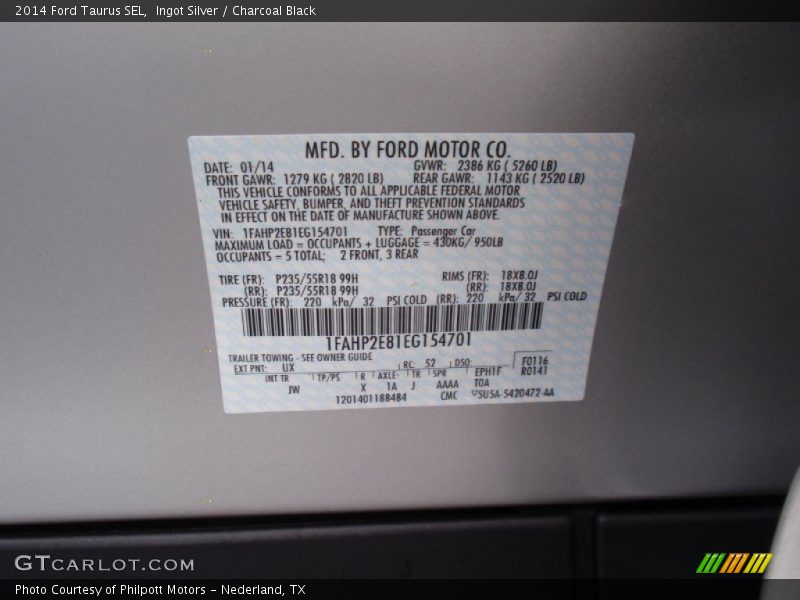 2014 Ford Taurus SEL,  Ingot Silver / Charcoal Black
MFD. BY FORD MOTOR CO.
DATE: 01/14 GVWR: 2386 KG ( 5260 LB)
FRONT GAWR: 1279 KG ( 2820 LB) REAR GAWR: 1143 KG ( 2520 LB)
THIS VEHICLE CONFORMS TO ALL APPLICABLE FEDERAL MOTOR
VEHICLE SAFETY, BUMPER, AND THEFT PREVENTION STANDARDS
IN EFFECT ON THE DATE OF MANUFACTURE SHOWN ABOVE.
VIN: 1FAHP2E81EG154701 TYPE: Passenger Car
MAXIMUM LOAD = OCCUPANTS + LUGGAGE = 430KG/ 950LB
OCCUPANTS = 5 TOTAL; 2 FRONT, 3 REAR
TIRE (FR): P235/55R18 99H RIMS (FR): 18X8.0J
(RR): P235/55R18 99H (RR): 18X8.0J
PRESSURE (FR): 220 kPa/ 32 PSI COLD (RR): 220 kPa/ 32 PSI COLD
1FAHP2E81EG154701
TRAILER TOWING - SEE OWNER GUIDE
EXT PNT: UX RC: 52 DSO: F0116
INT TR TP/PS R AXLE TR SPR EPH1F R0141
JW X 1A J AAAA TOA
1201401188484 CMC 5U5A-5420472-AA
GTCARLOT.COM
Photo Courtesy of Philpott Motors - Nederland, TX